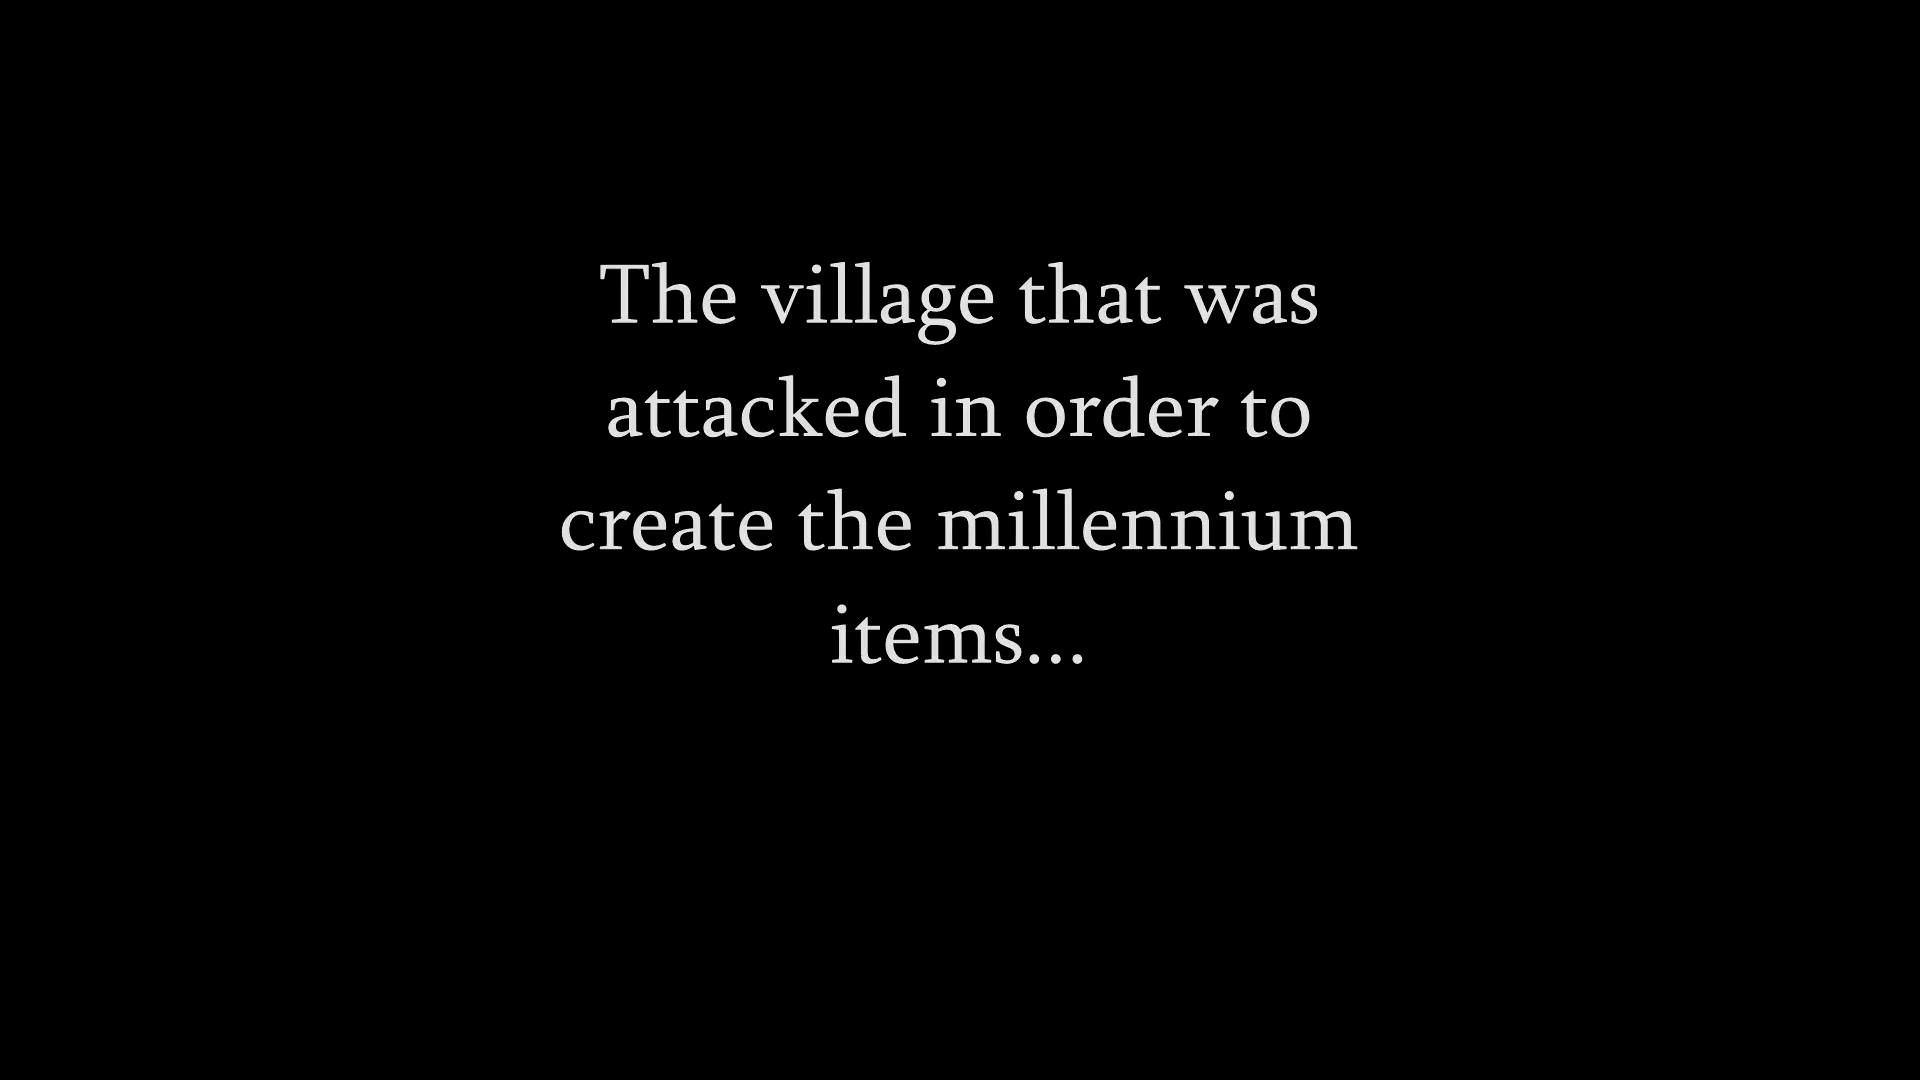 The village that was
attacked in order to
create the millennium
items...